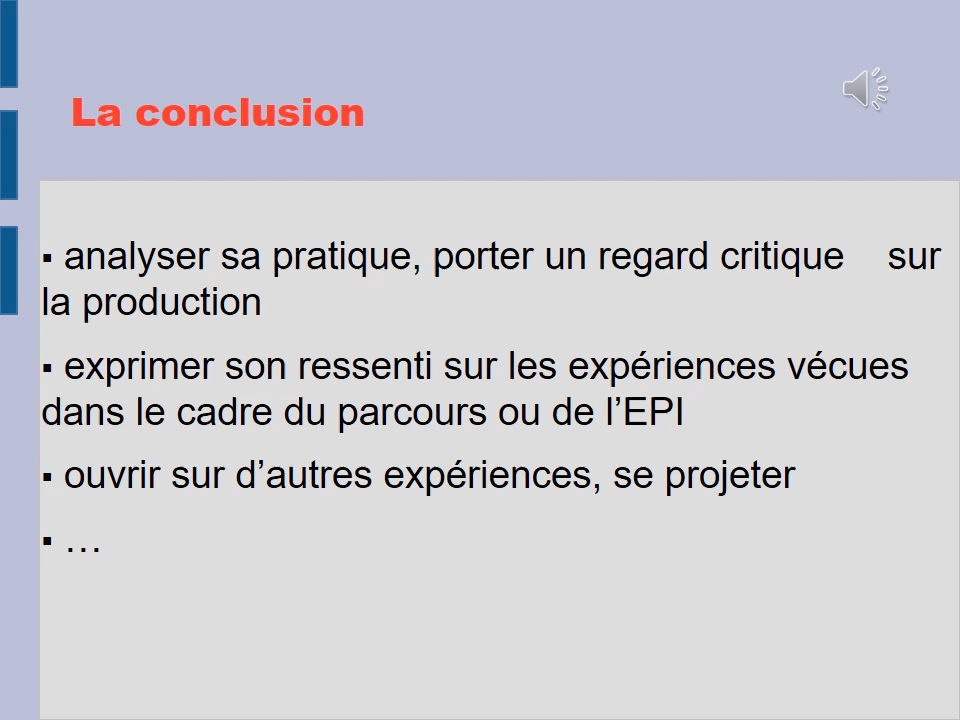 La conclusion
▪ analyser sa pratique, porter un regard critique sur
la production
▪ exprimer son ressenti sur les expériences vécues
dans le cadre du parcours ou de l’EPI
▪ ouvrir sur d’autres expériences, se projeter
▪ …